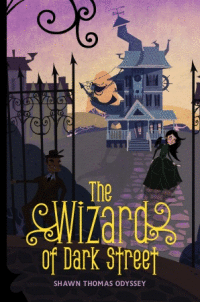 The
Wizard
of Dark Street
SHAWN THOMAS ODYSSEY